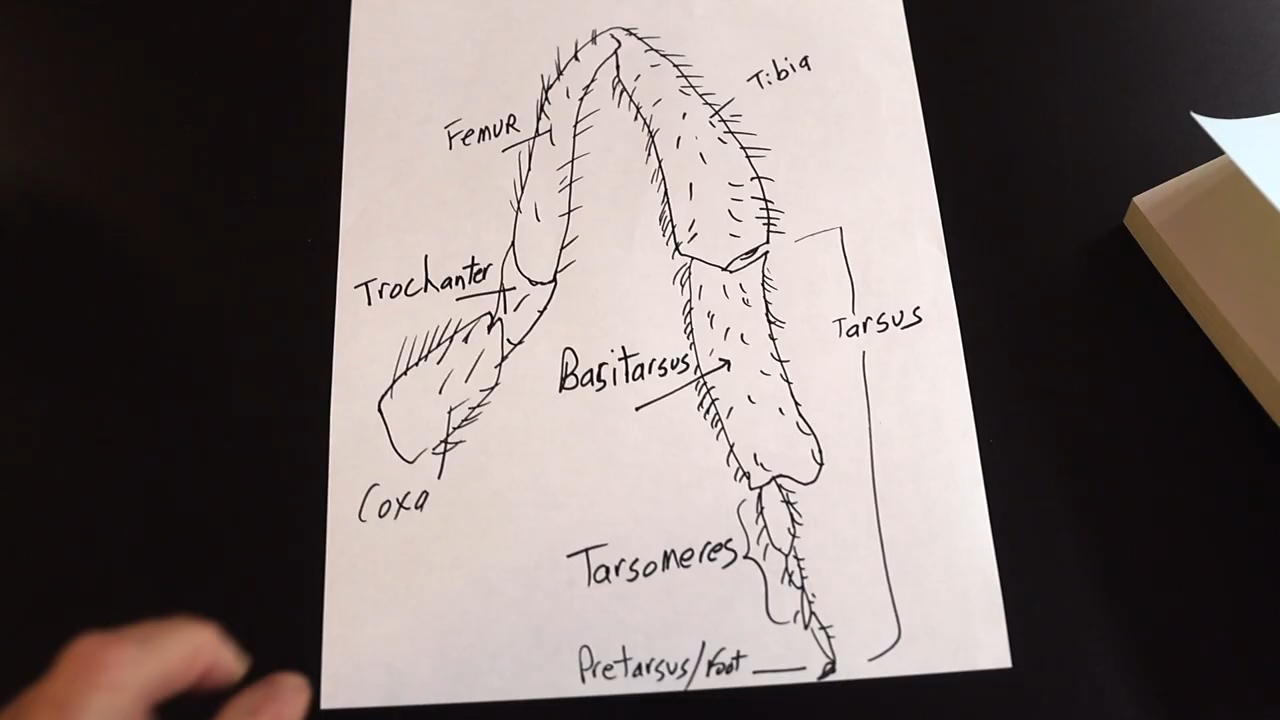 Tibia
Femur
Trochanter
Tarsus
Basitarsus
Coxa
Tarsomeres
Pretarsus/Foot